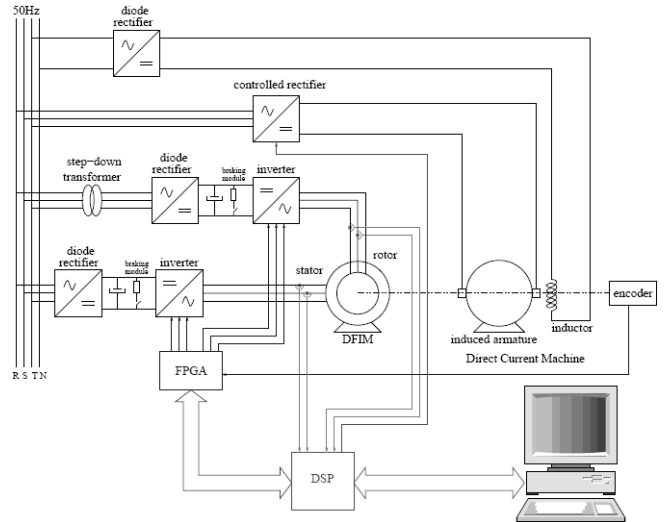 50Hz
diode
rectifier
controlled rectifier
step-down
transformer
diode
rectifier
braking
module
inverter
diode
rectifier
braking
module
inverter
stator
rotor
encoder
DFIM
induced armature
inductor
Direct Current Machine
R S T N
FPGA
DSP